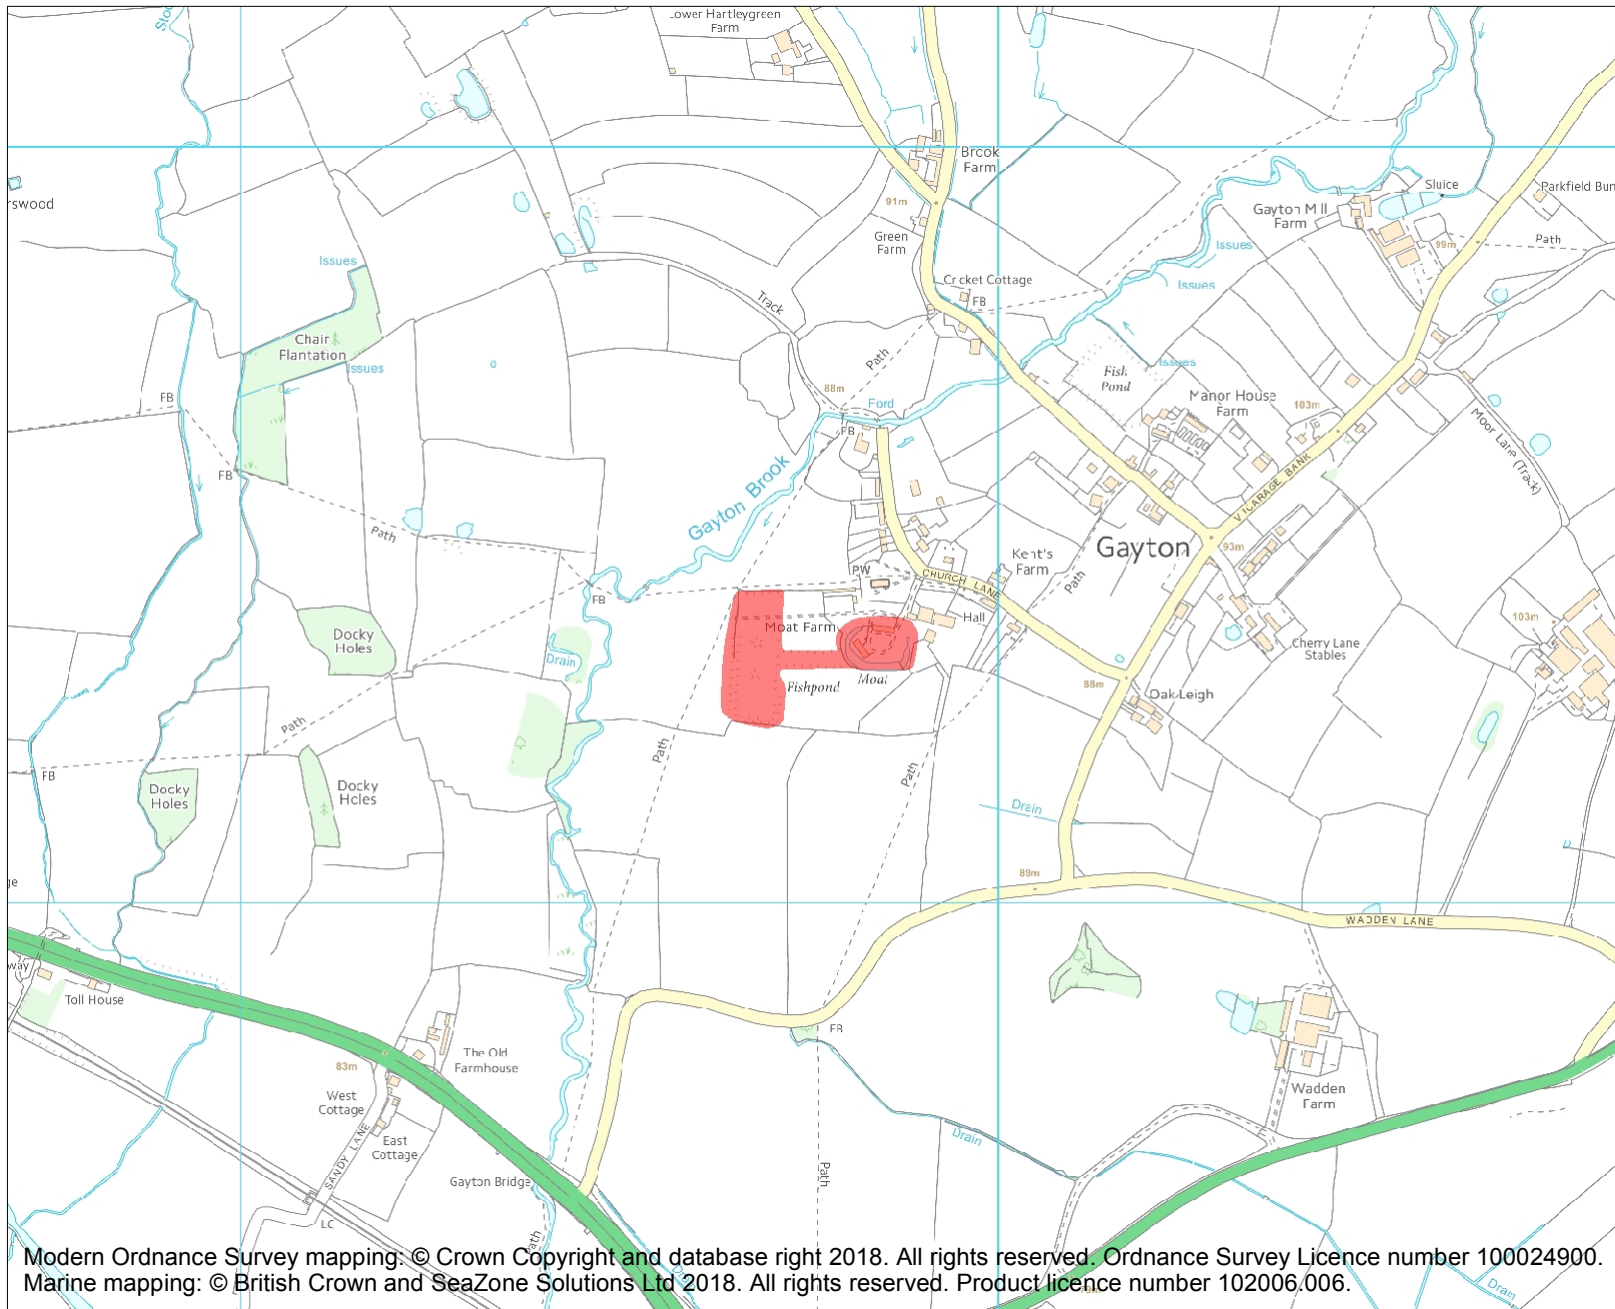 Lower Hartleygreen
Farm
Brook
Farm
91m
Green
Farm
Cricket Cottage
FB
Sluice
Gayton Mill
Farm
Parkfield
99m
Path
Issues
Issues
Issues
rswood
Issues
Chair
Plantation
Issues
FB
FB
Track
Path
88m
Ford
FB
Fish
Pond
Manor House
Farm
103m
Moor Lane (Track)
VICARAGE BANK
Gayton Brook
Path
Gayton
93m
Kent's
Farm
Path
PW
CHURCH LANE
Hall
FB
Moat Farm
Fishpond
Moat
Docky
Holes
Drain
Cherry Lane
Stables
103m
88m
Oak Leigh
Path
Path
Path
FB
Docky
Holes
Docky
Holes
Drain
89m
WADDEN LANE
ge
way
Toll House
The Old
Farmhouse
83m
West
Cottage
East
Cottage
SANDY LANE
LC
Gayton Bridge
Path
FB
Drain
Path
Wadden
Farm
Drain
Drain
Modern Ordnance Survey mapping: © Crown Copyright and database right 2018. All rights reserved. Ordnance Survey Licence number 100024900.
Marine mapping: © British Crown and SeaZone Solutions Ltd 2018. All rights reserved. Product licence number 102006.006.